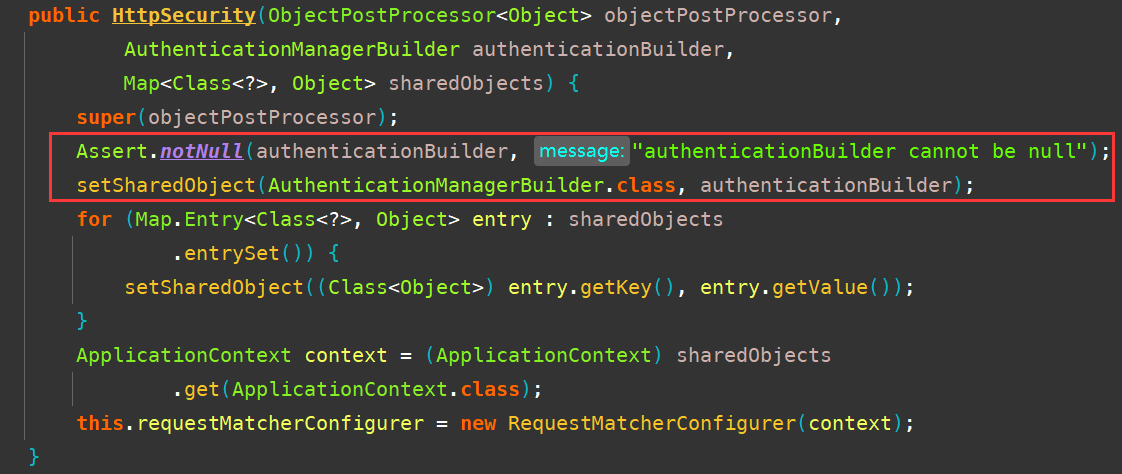 public HttpSecurity(ObjectPostProcessor<Object> objectPostProcessor,
AuthenticationManagerBuilder authenticationBuilder,
Map<Class<?>, Object> sharedObjects) {
super(objectPostProcessor);
Assert.notNull(authenticationBuilder, message: "authenticationBuilder cannot be null");
setSharedObject(AuthenticationManagerBuilder.class, authenticationBuilder);
for (Map.Entry<Class<?>, Object> entry : sharedObjects
.entrySet()) {
setSharedObject((Class<Object>) entry.getKey(), entry.getValue());
}
ApplicationContext context = (ApplicationContext) sharedObjects
.get(ApplicationContext.class);
this.requestMatcherConfigurer = new RequestMatcherConfigurer(context);
}